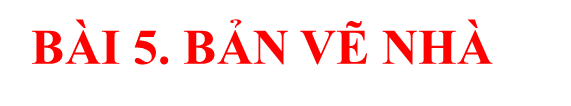 BÀI 5. BẢN VẼ NHÀ